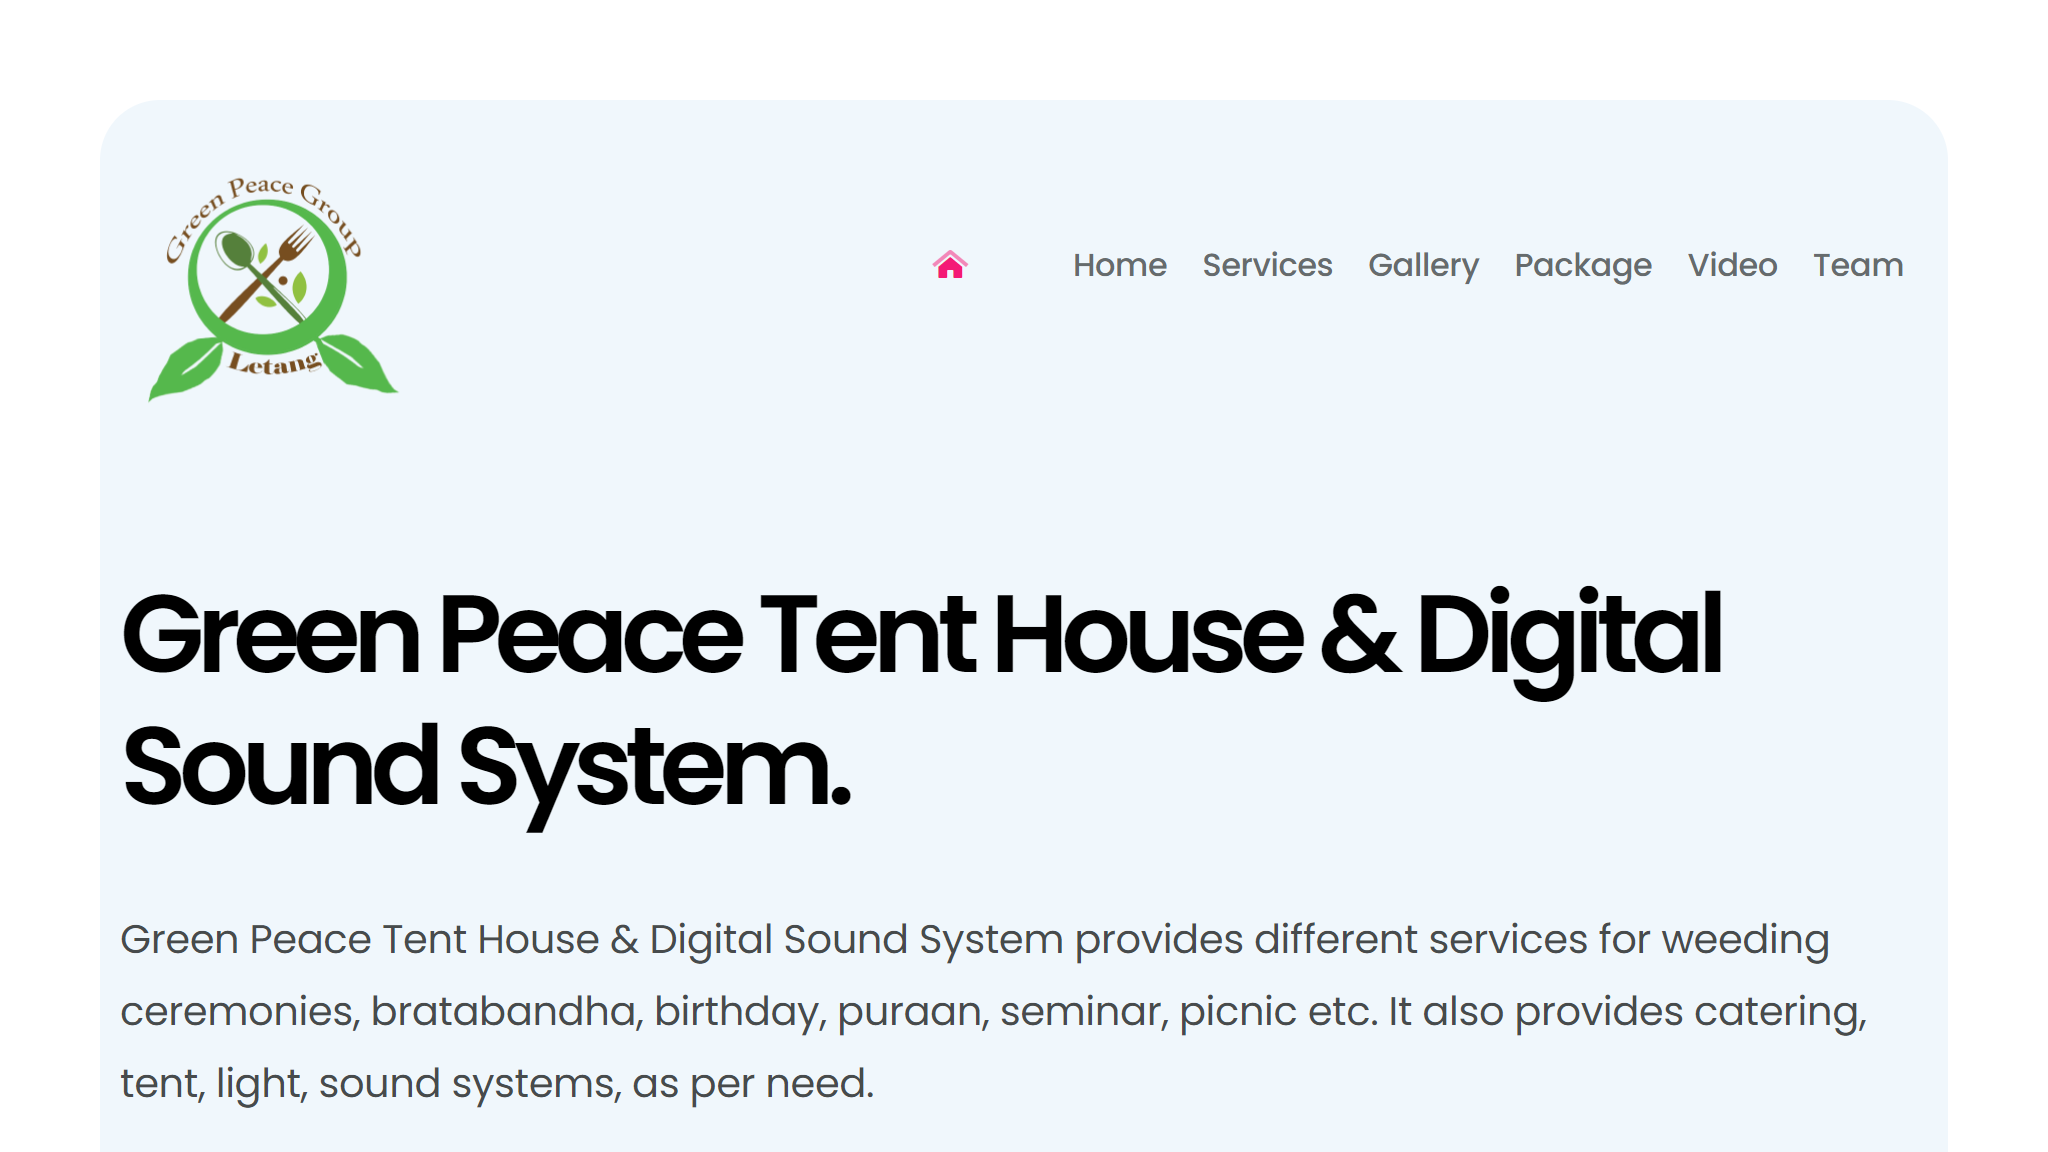 Green Peace Group
Letang
Home Services Gallery Package Video Team
Green Peace Tent House & Digital
Sound System.
Green Peace Tent House & Digital Sound System provides different services for weeding
ceremonies, bratabandha, birthday, puraan, seminar, picnic etc. It also provides catering,
tent, light, sound systems, as per need.